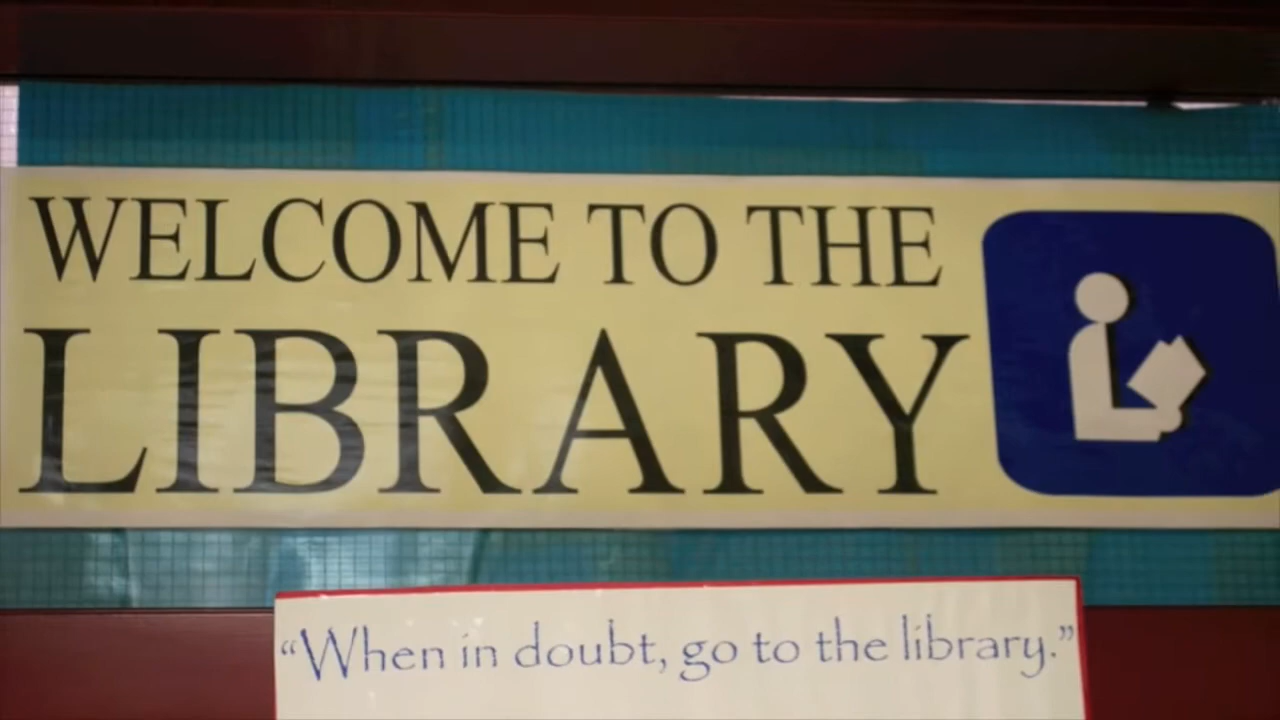 WELCOME TO THE
LIBRARY
“When in doubt, go to the library.”